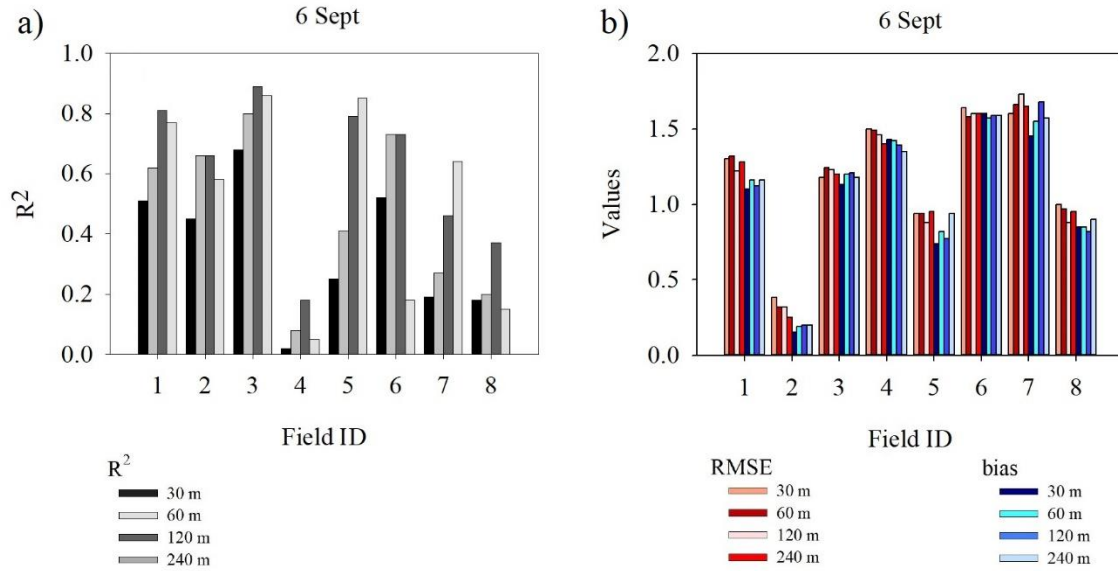 a)
6 Sept
1.0
0.8
0.6
0.4
0.2
0.0
R²
1 2 3 4 5 6 7 8
Field ID
R²
30 m
60 m
120 m
240 m
b)
6 Sept
2.0
1.5
1.0
0.5
0.0
Values
1 2 3 4 5 6 7 8
Field ID
RMSE
30 m
60 m
120 m
240 m
bias
30 m
60 m
120 m
240 m